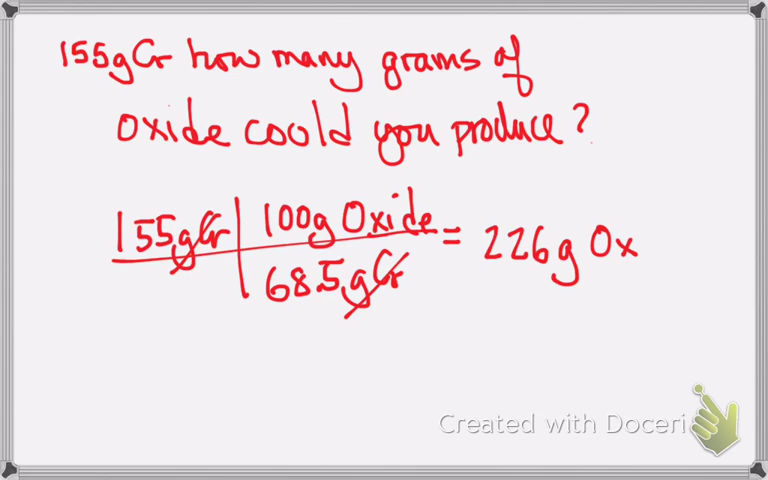 155gCr how many grams of
oxide could you produce?
155gCr | 100g Oxide = 226g Ox
68.5gCr
Created with Doceri